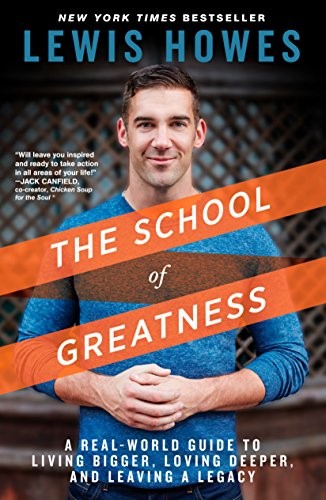 NEW YORK TIMES BESTSELLER
LEWIS HOWES
"Will leave you inspired
and ready to take action
in all areas of your life!"
—JACK CANFIELD,
co-creator, Chicken Soup
for the Soul ®
THE SCHOOL
of
GREATNESS
A REAL-WORLD GUIDE TO
LIVING BIGGER, LOVING DEEPER,
AND LEAVING A LEGACY